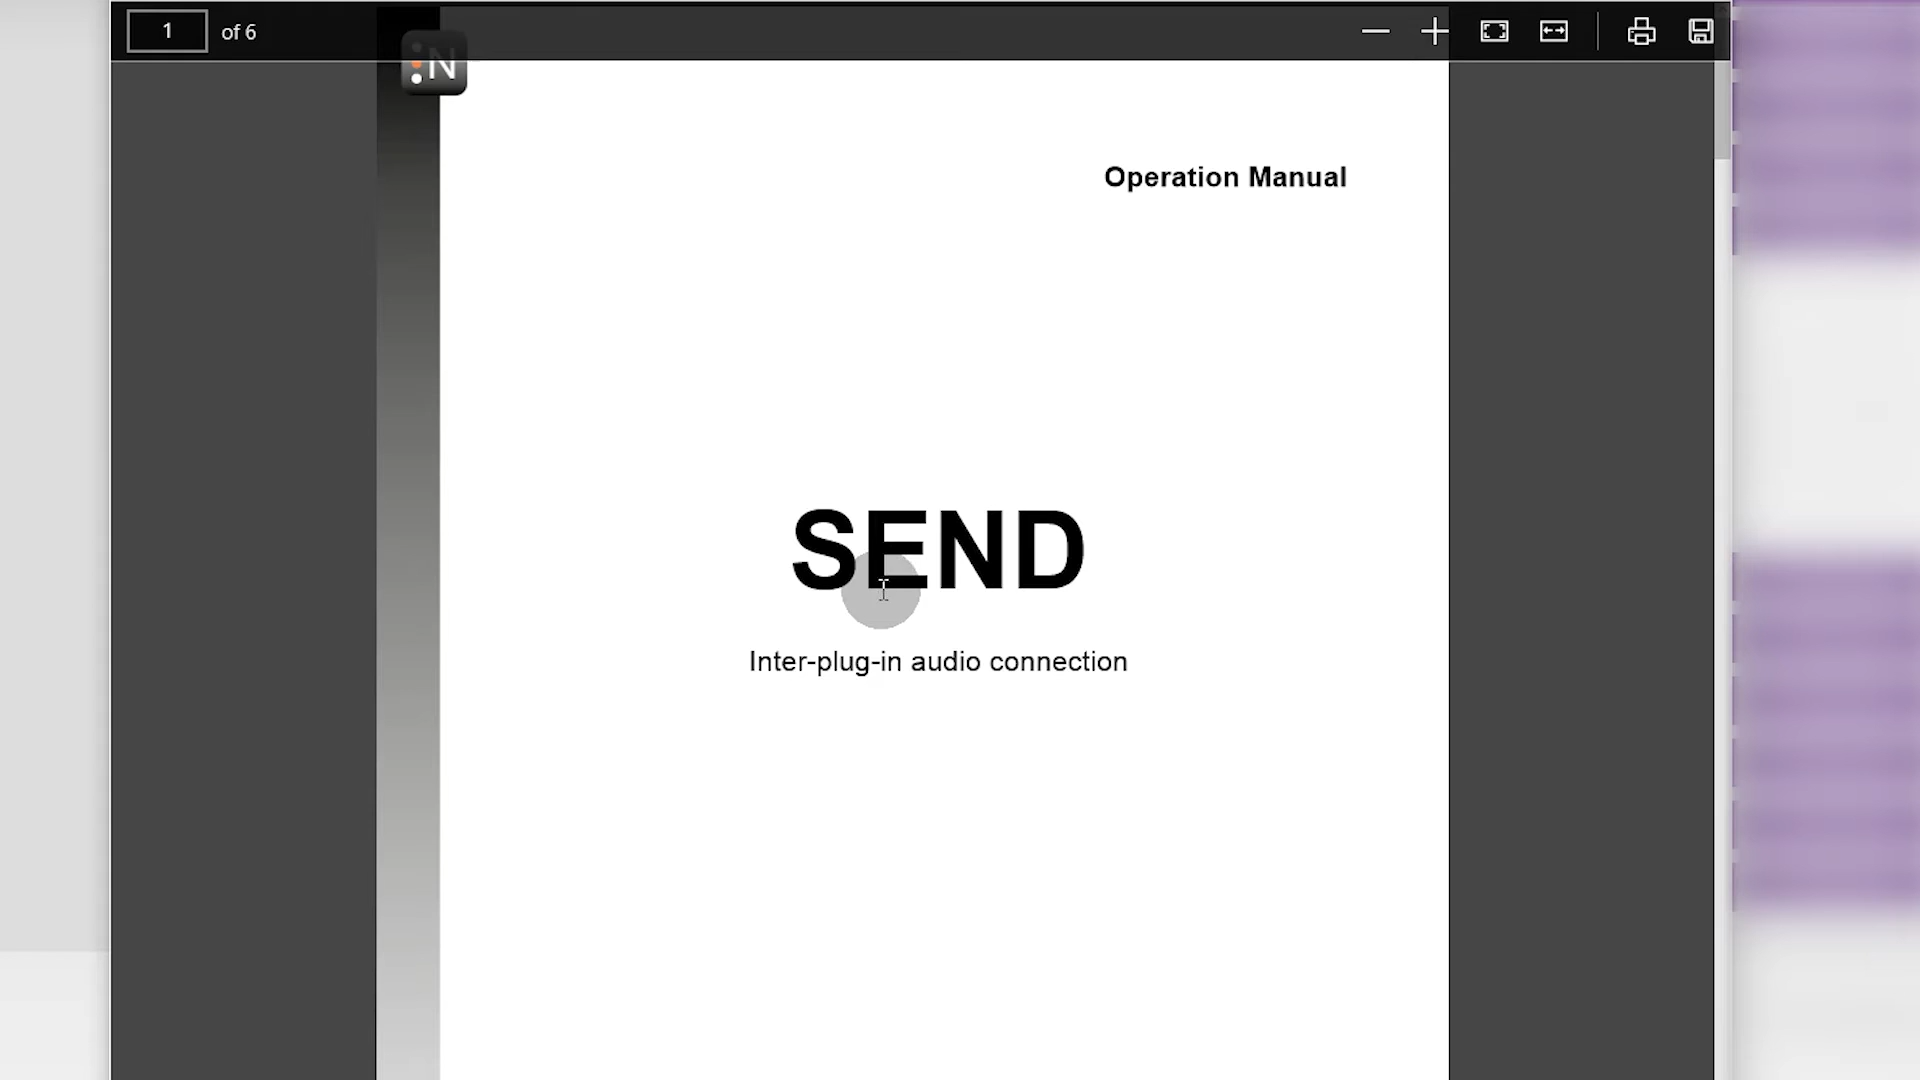 1 of 6
:N
Operation Manual
SEND
Inter-plug-in audio connection